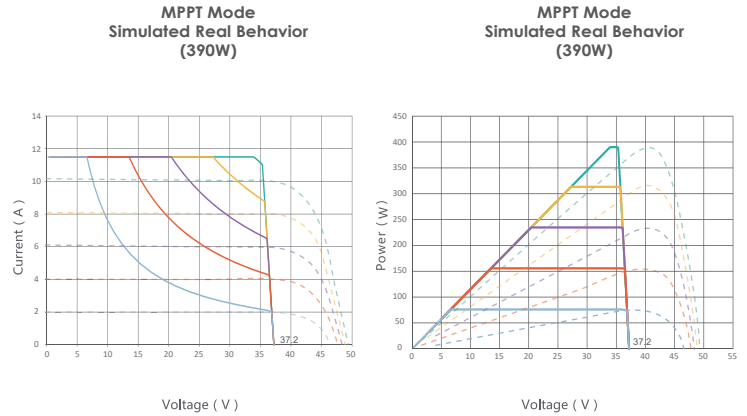 MPPT Mode
Simulated Real Behavior
(390W)
14
12
10
8
6
4
2
0
Current ( A )
0 5 10 15 20 25 30 35 40 45 50
37.2
Voltage ( V )
MPPT Mode
Simulated Real Behavior
(390W)
450
400
350
300
250
200
150
100
50
0
Power ( W )
0 5 10 15 20 25 30 35 40 45 50 55
37.2
Voltage ( V )